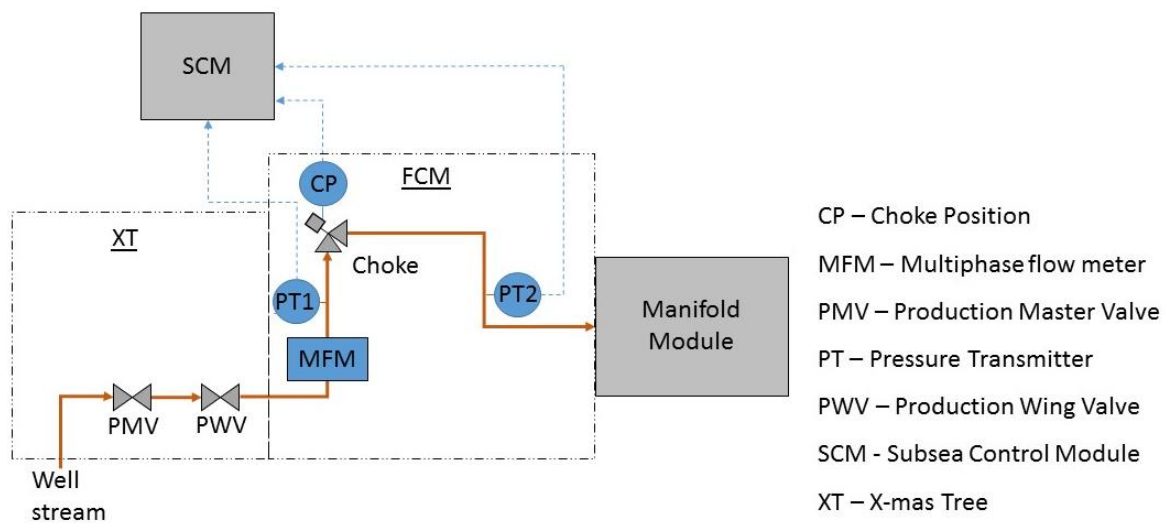 SCM
CP
FCM
XT
Choke
PT1
PT2
MFM
Manifold
Module
PMV
PWV
Well
stream
CP – Choke Position
MFM – Multiphase flow meter
PMV – Production Master Valve
PT – Pressure Transmitter
PWV – Production Wing Valve
SCM - Subsea Control Module
XT – X-mas Tree